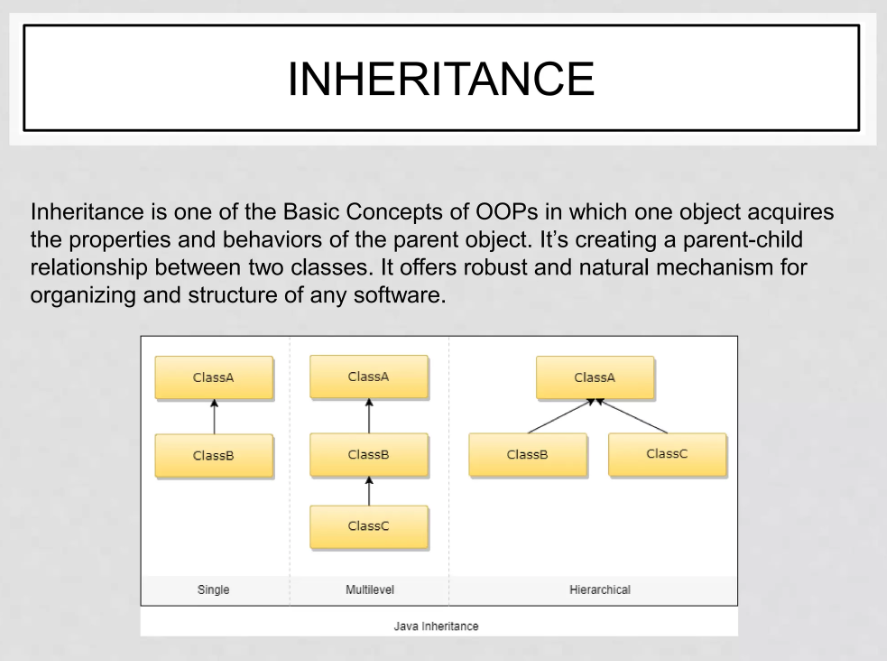 INHERITANCE
Inheritance is one of the Basic Concepts of OOPs in which one object acquires
the properties and behaviors of the parent object. It’s creating a parent-child
relationship between two classes. It offers robust and natural mechanism for
organizing and structure of any software.
ClassA
ClassB
Single
ClassA
ClassB
ClassC
Multilevel
ClassA
ClassB
ClassC
Hierarchical
Java Inheritance